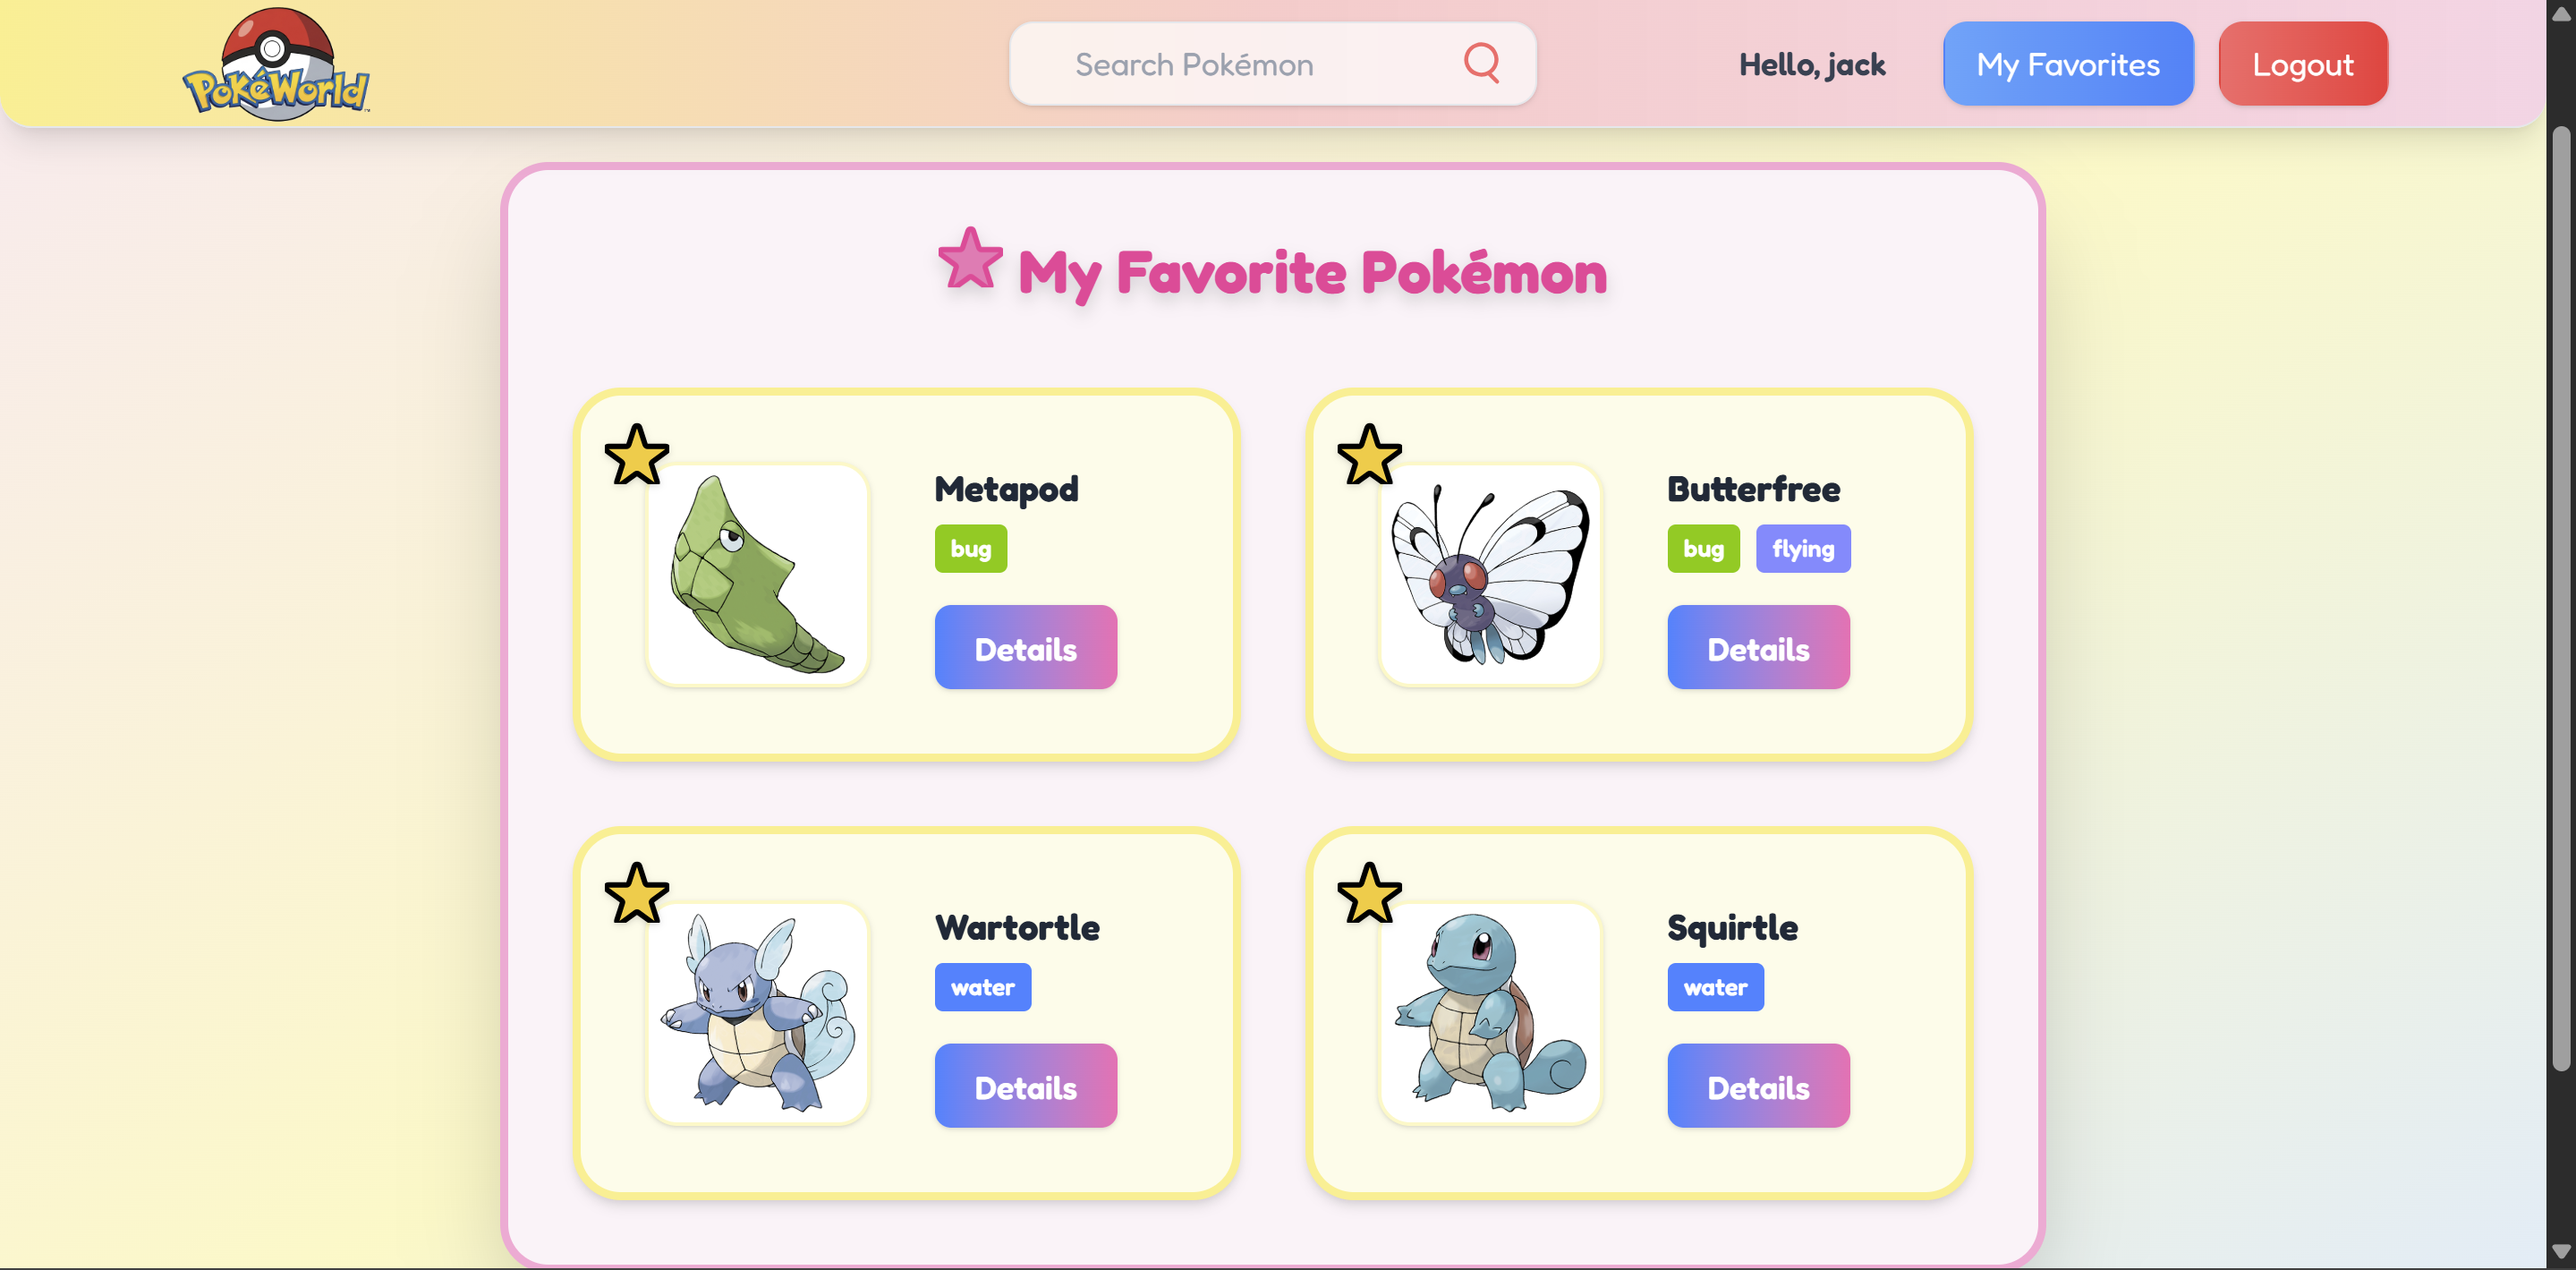 PokéWorld
Search Pokémon
Hello, jack
My Favorites
Logout
My Favorite Pokémon
Metapod
bug
Details
Butterfree
bug flying
Details
Wartortle
water
Details
Squirtle
water
Details